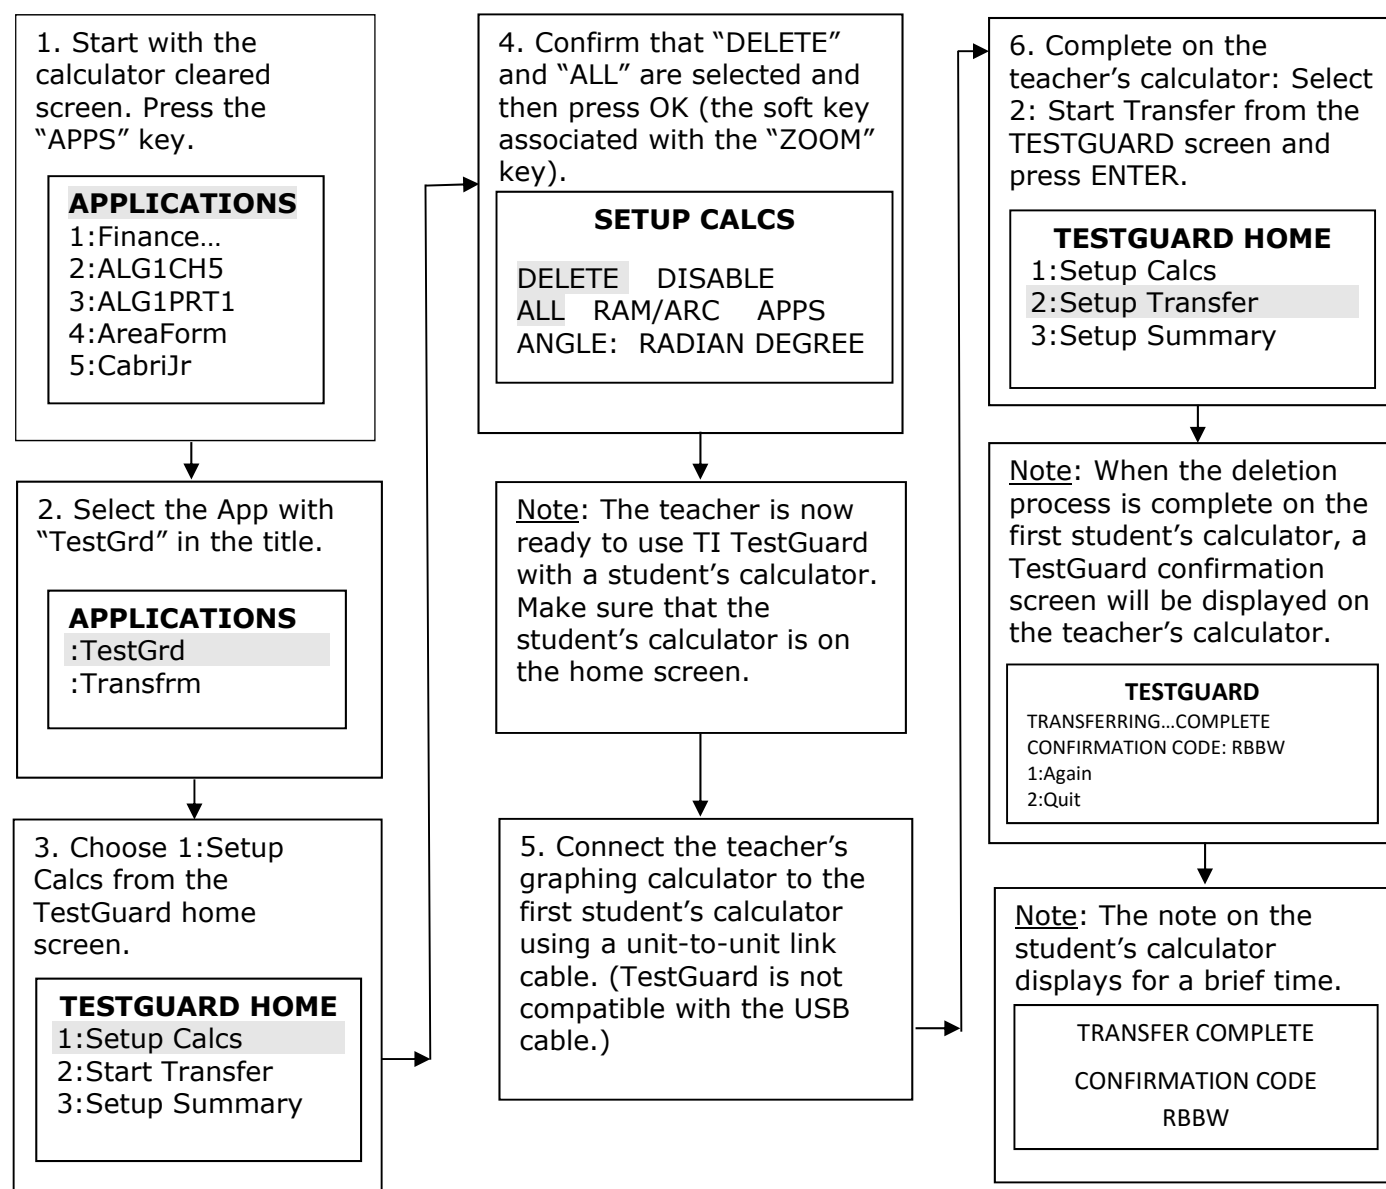 1. Start with the
calculator cleared
screen. Press the
“APPS” key.
APPLICATIONS
1:Finance…
2:ALG1CH5
3:ALG1PRT1
4:AreaForm
5:CabriJr
2. Select the App with
“TestGrd” in the title.
APPLICATIONS
:TestGrd
:Transfrm
3. Choose 1:Setup
Calcs from the
TestGuard home
screen.
TESTGUARD HOME
1:Setup Calcs
2:Start Transfer
3:Setup Summary
4. Confirm that “DELETE”
and “ALL” are selected and
then press OK (the soft key
associated with the “ZOOM”
key).
SETUP CALCS
DELETE DISABLE
ALL RAM/ARC APPS
ANGLE: RADIAN DEGREE
Note: The teacher is now
ready to use TI TestGuard
with a student’s calculator.
Make sure that the
student’s calculator is on
the home screen.
5. Connect the teacher’s
graphing calculator to the
first student’s calculator
using a unit-to-unit link
cable. (TestGuard is not
compatible with the USB
cable.)
6. Complete on the
teacher’s calculator: Select
2: Start Transfer from the
TESTGUARD screen and
press ENTER.
TESTGUARD HOME
1:Setup Calcs
2:Setup Transfer
3:Setup Summary
Note: When the deletion
process is complete on the
first student’s calculator, a
TestGuard confirmation
screen will be displayed on
the teacher’s calculator.
TESTGUARD
TRANSFERRING…COMPLETE
CONFIRMATION CODE: RBBW
1:Again
2:Quit
Note: The note on the
student’s calculator
displays for a brief time.
TRANSFER COMPLETE
CONFIRMATION CODE
RBBW